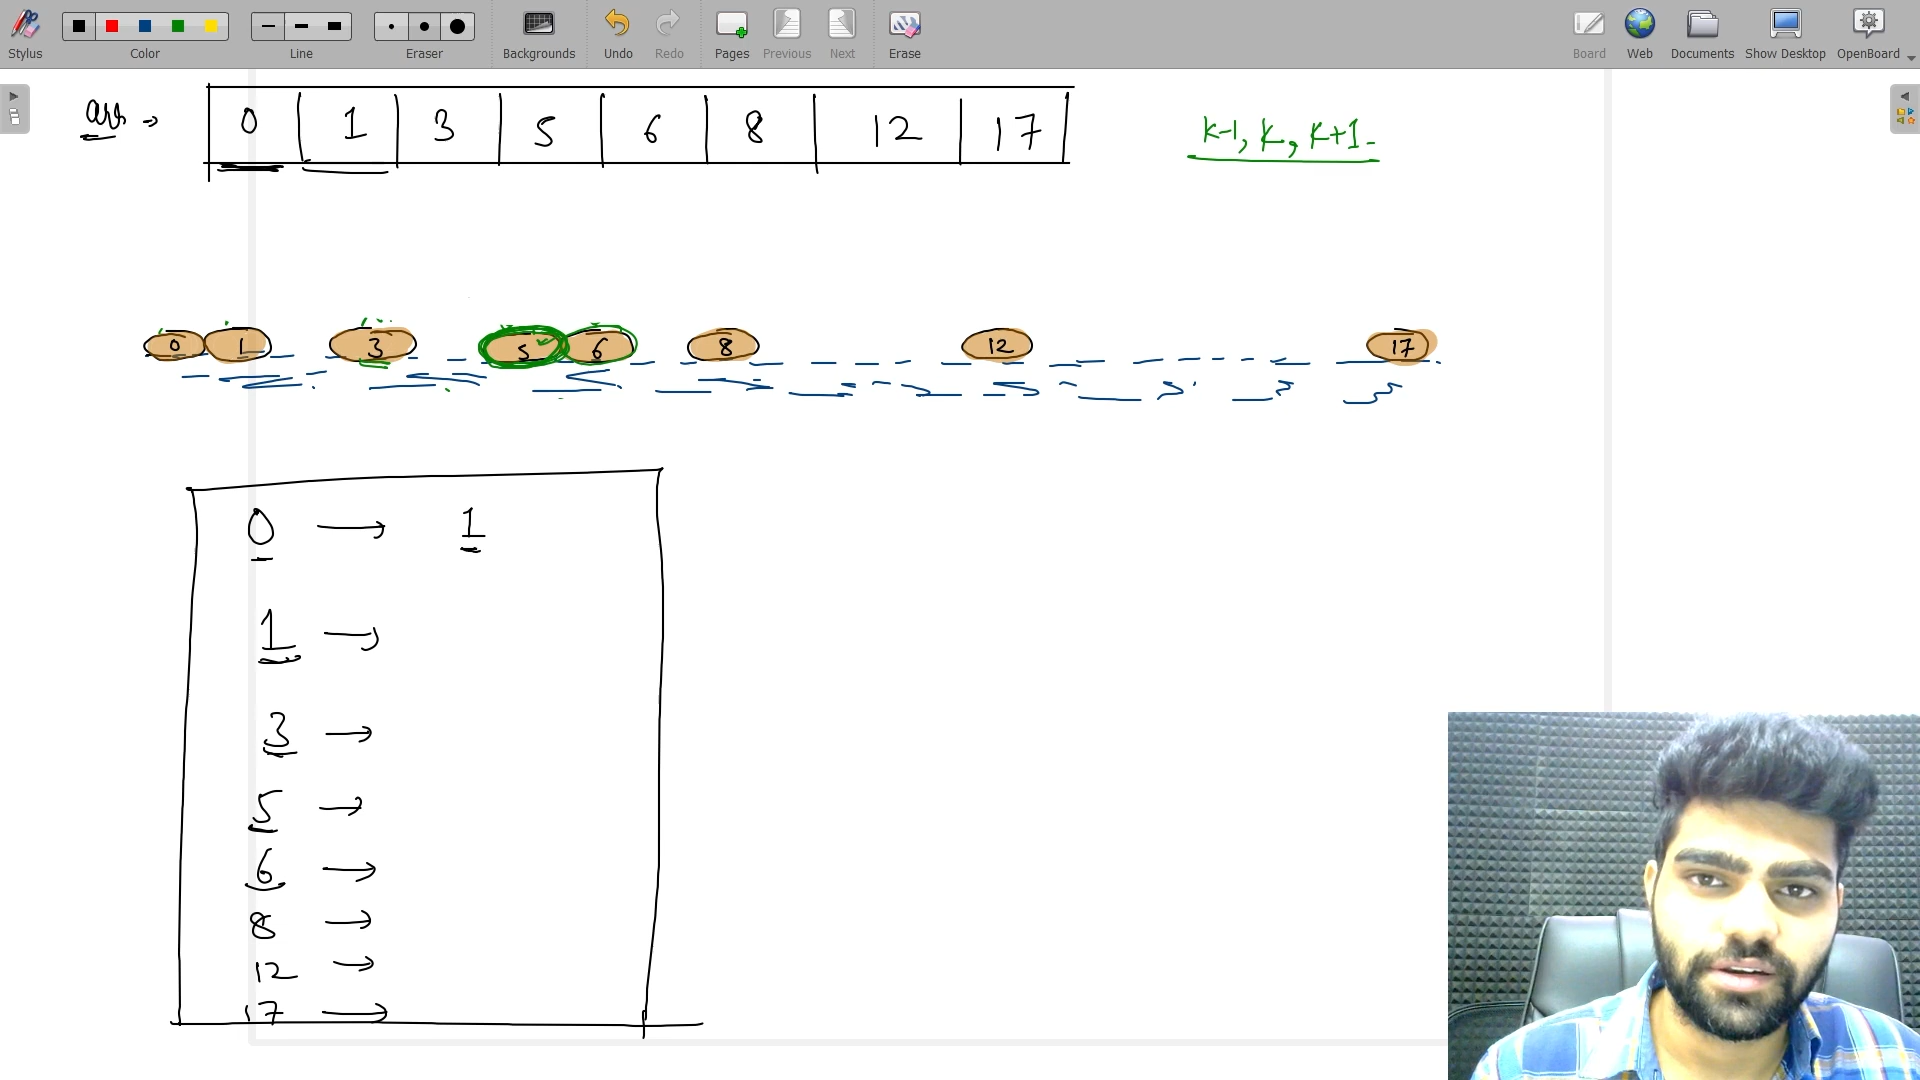 Stylus Color Line Eraser Backgrounds Undo Redo Pages Previous Next Erase Board Web Documents Show Desktop OpenBoard
arr → 0 1 3 5 6 8 12 17
k-1, k, k+1
0 1 3 5 6 8 12 17
0 → 1
1 →
3 →
5 →
6 →
8 →
12 →
17 →